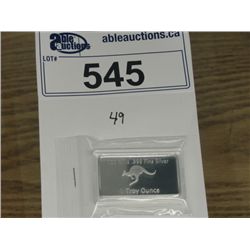 able auctions
ableauctions.ca
LOT#
545
49
.999 Fine Silver
Troy Ounce